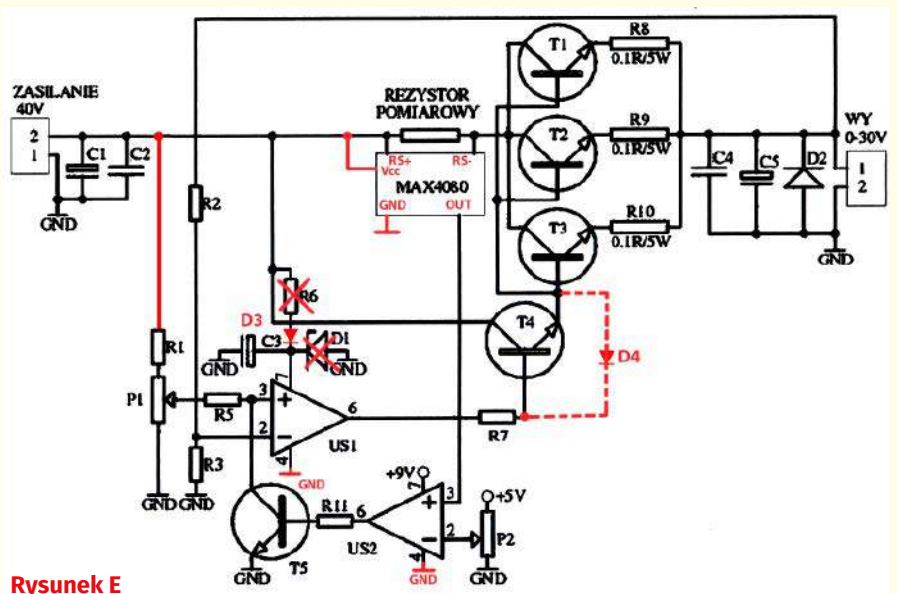 ZASILANIE
40V
2
1
C1
C2
GND
R2
REZYSTOR
POMIAROWY
RS+
RS-
Vcc
MAX4080
GND
OUT
T1
R8
0.1R/5W
T2
R9
0.1R/5W
T3
R10
0.1R/5W
C4
C5
D2
WY
0-30V
1
2
GND
R6
D3
C3
D1
GND
GND
T4
D4
R1
P1
R5
3
+
7
2
-
4
6
US1
GND
R7
R3
GND
GND
+9V
7
+5V
R11
6
+
3
-
2
P2
US2
4
T5
GND
GND
GND
Rysunek E